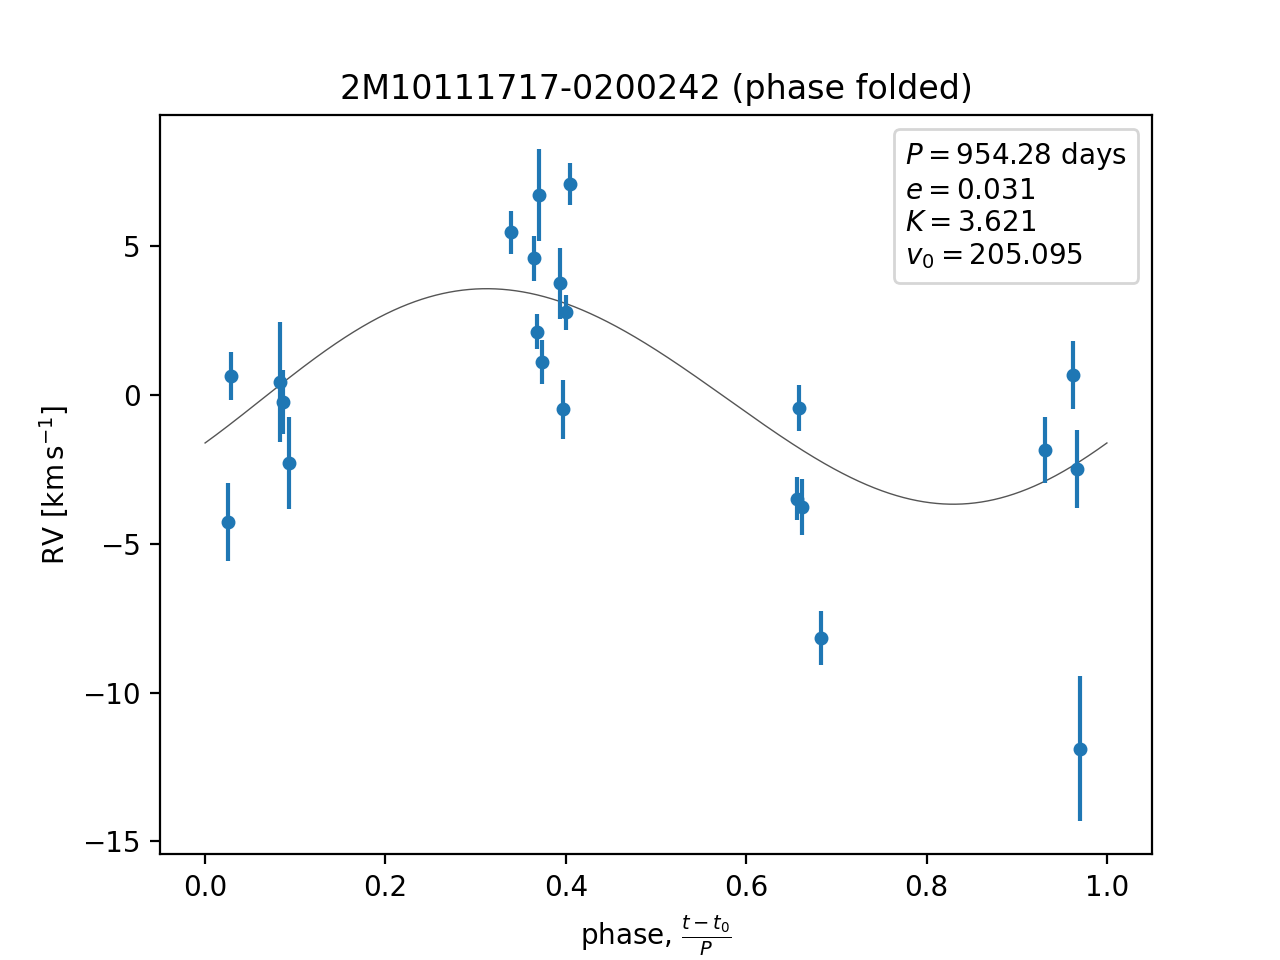 2M10111717-0200242 (phase folded)
P = 954.28 days
e = 0.031
K = 3.621
v₀ = 205.095
5
0
−5
−10
−15
RV [km s⁻¹]
0.0 0.2 0.4 0.6 0.8 1.0
phase, (t − t₀)/P